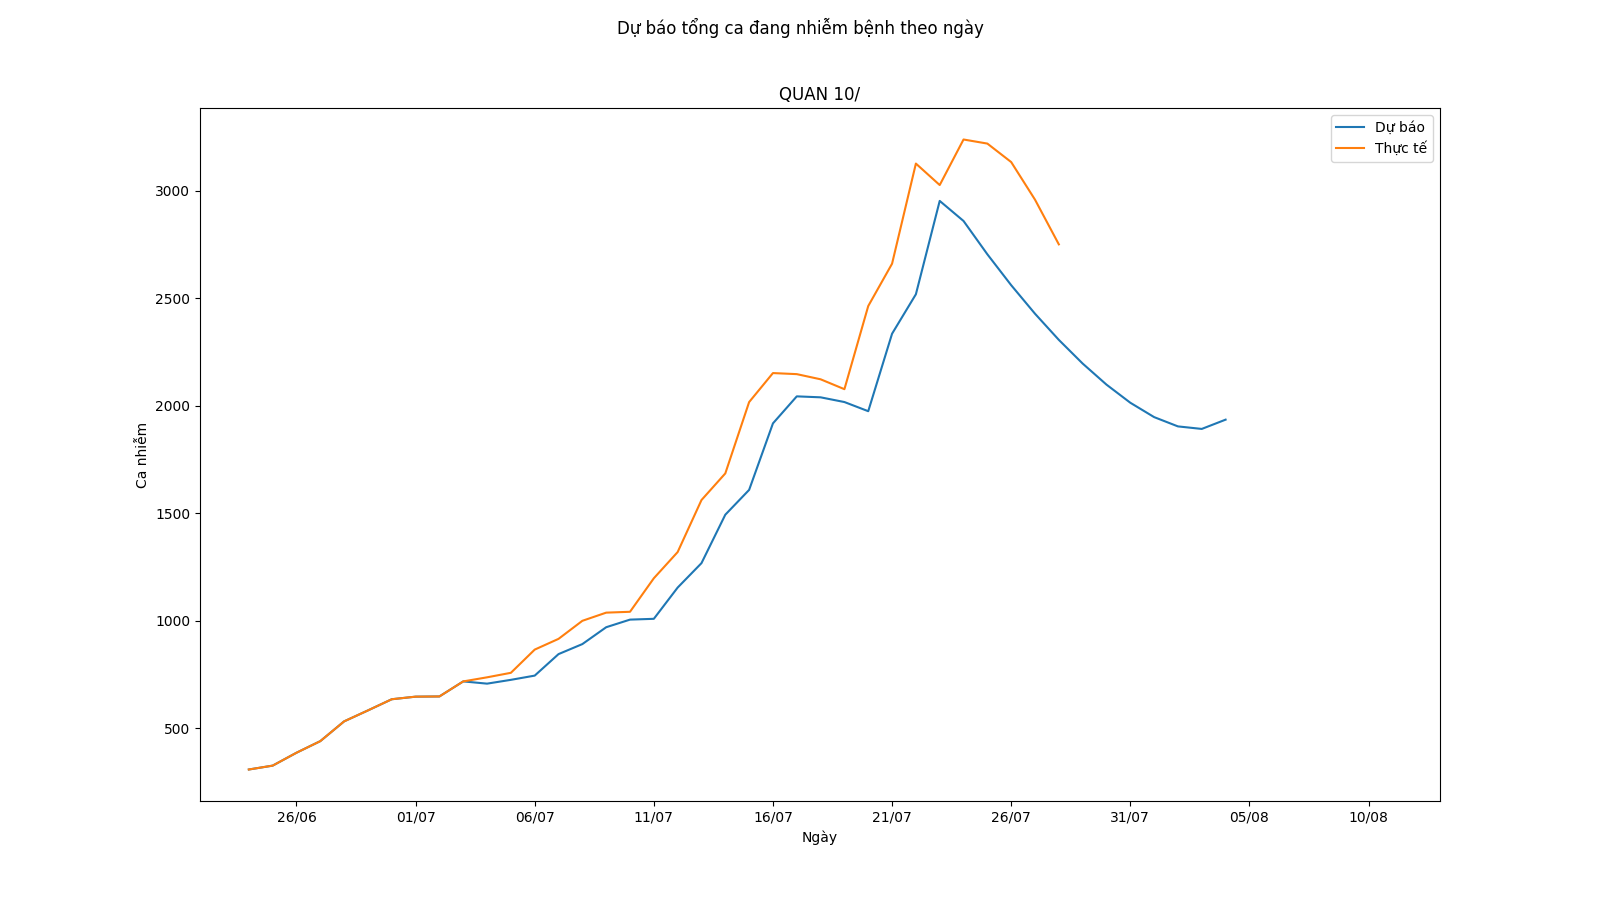 Dự báo tổng ca đang nhiễm bệnh theo ngày
QUAN 10/
Dự báo
Thực tế
3000
2500
2000
1500
1000
500
Ca nhiễm
26/06 01/07 06/07 11/07 16/07 21/07 26/07 31/07 05/08 10/08
Ngày